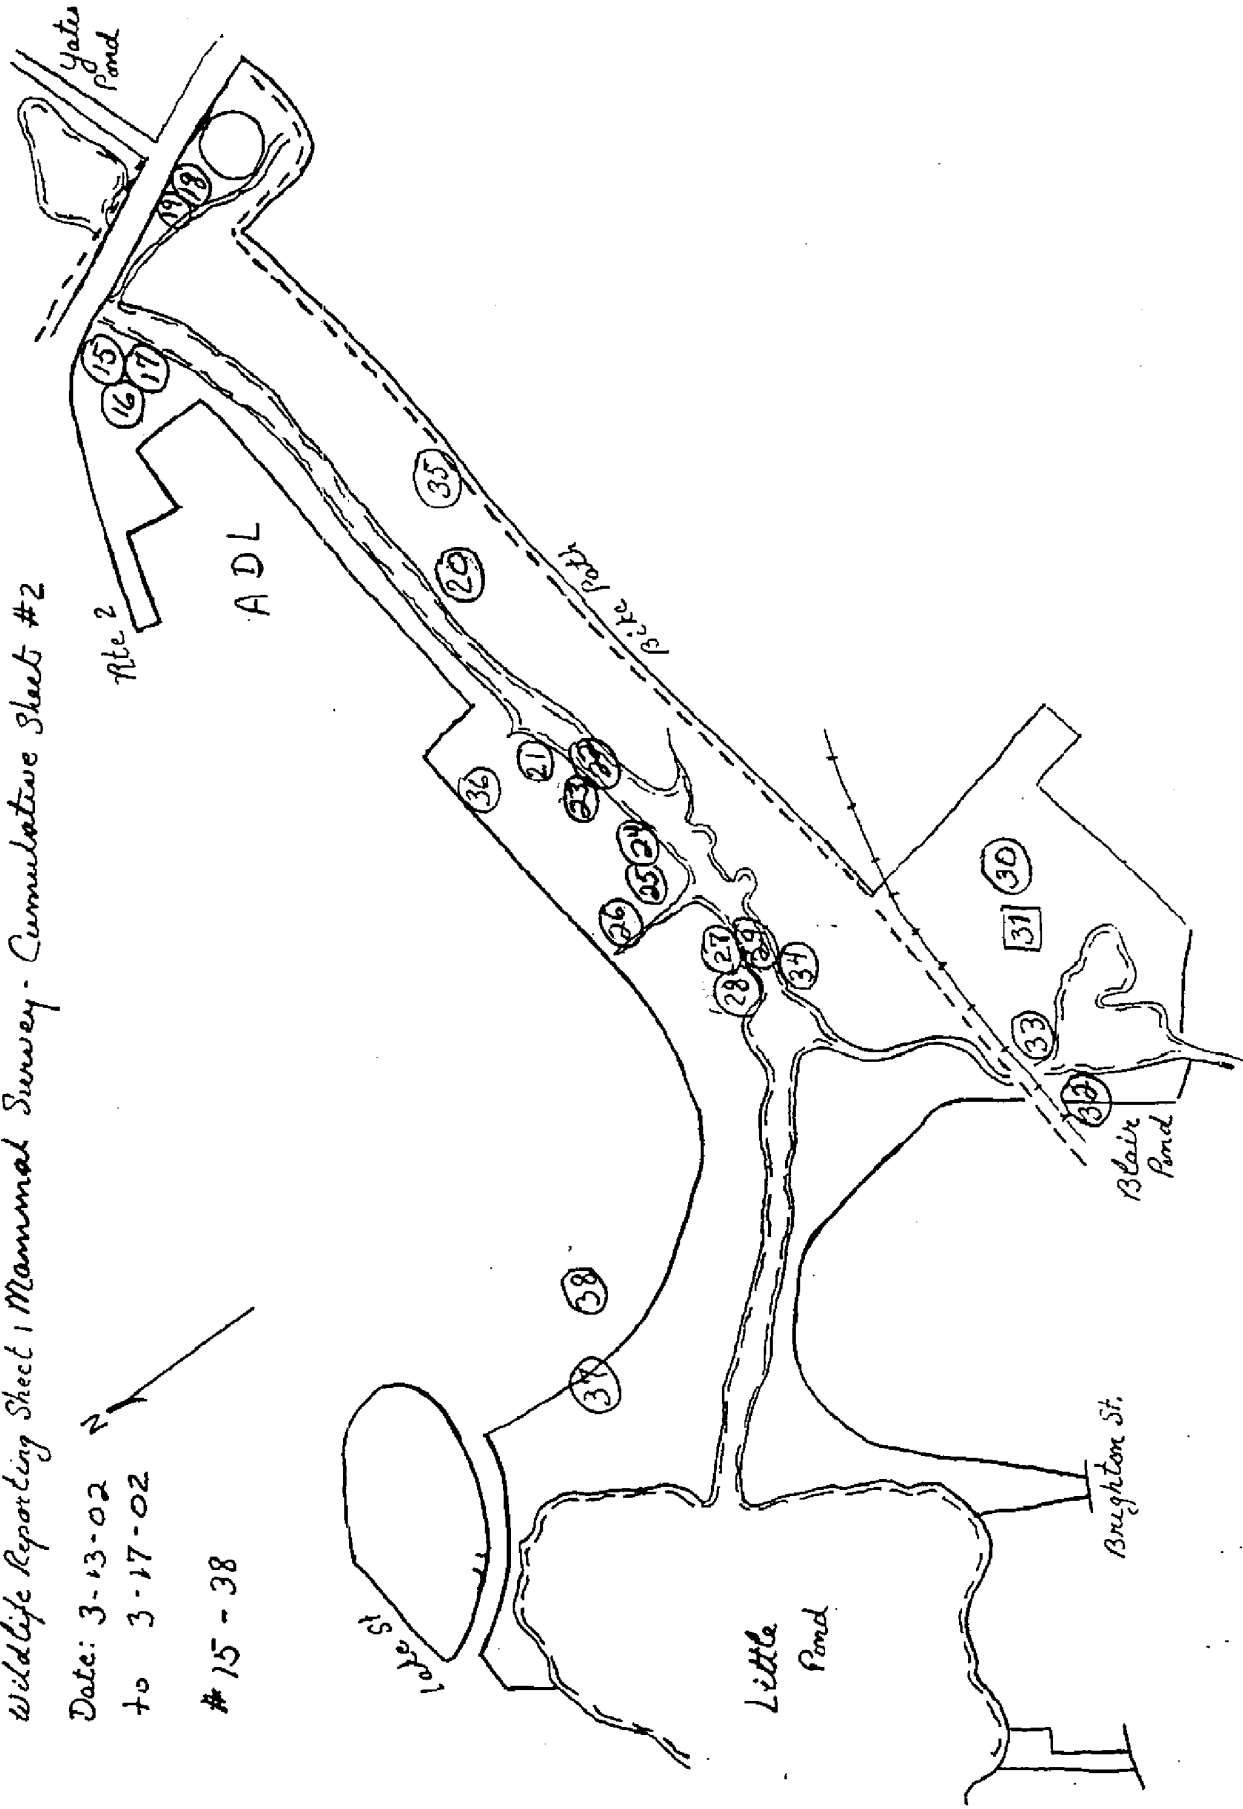 Wildlife Reporting Sheet, Mammal Survey - Cumulative Sheet #2
Date: 3-13-02
to 3-17-02
# 15 - 38
N
Lake St
Little
Pond
Brighton St.
Blair
Pond
Bike Path
ADL
Rte 2
Yates
Pond
15
16
17
18
19
20
21
22
23
24
25
26
27
28
29
30
31
32
33
34
35
36
37
38